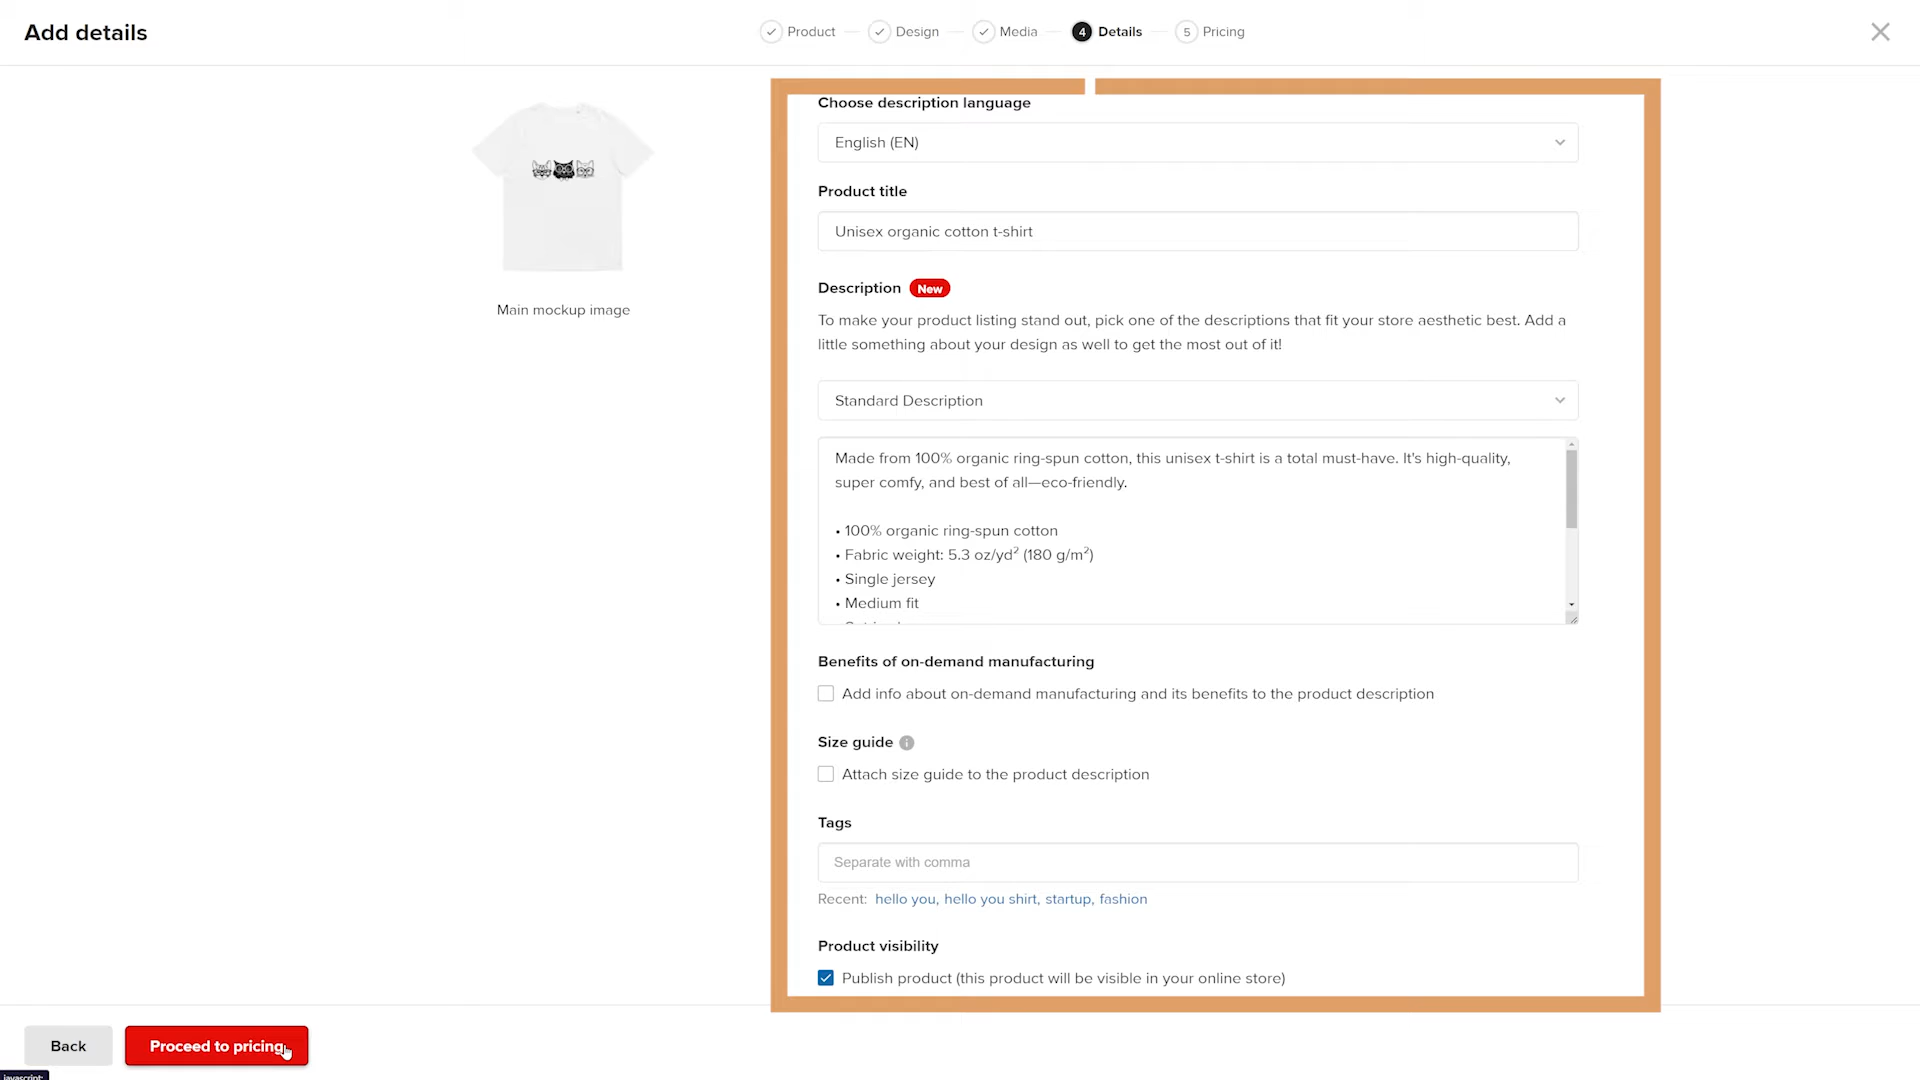 Add details
Product
Design
Media
4 Details
5 Pricing
Main mockup image
Choose description language
English (EN)
Product title
Unisex organic cotton t-shirt
Description New
To make your product listing stand out, pick one of the descriptions that fit your store aesthetic best. Add a
little something about your design as well to get the most out of it!
Standard Description
Made from 100% organic ring-spun cotton, this unisex t-shirt is a total must-have. It's high-quality,
super comfy, and best of all—eco-friendly.
• 100% organic ring-spun cotton
• Fabric weight: 5.3 oz/yd² (180 g/m²)
• Single jersey
• Medium fit
Benefits of on-demand manufacturing
Add info about on-demand manufacturing and its benefits to the product description
Size guide
Attach size guide to the product description
Tags
Separate with comma
Recent: hello you, hello you shirt, startup, fashion
Product visibility
Publish product (this product will be visible in your online store)
Back
Proceed to pricing
javascript: